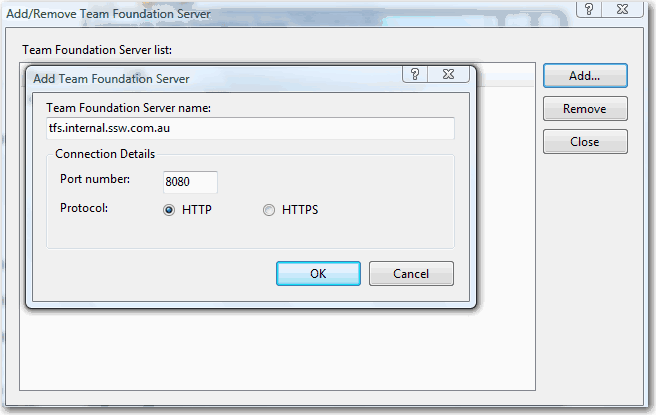 Add/Remove Team Foundation Server
Team Foundation Server list:
Add...
Remove
Close
Add Team Foundation Server
Team Foundation Server name:
tfs.internal.ssw.com.au
Connection Details
Port number: 8080
Protocol: HTTP HTTPS
OK Cancel